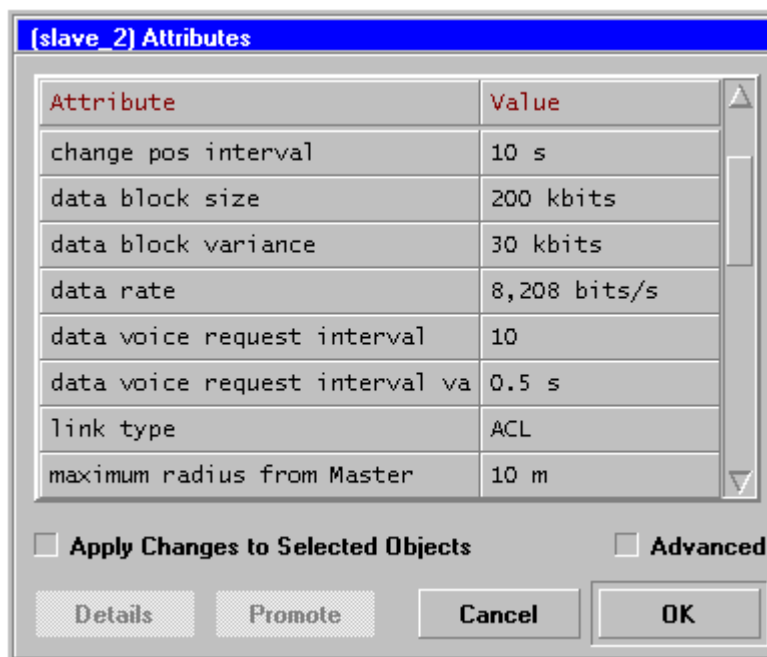 (slave_2) Attributes
Attribute Value
change pos interval 10 s
data block size 200 kbits
data block variance 30 kbits
data rate 8,208 bits/s
data voice request interval 10
data voice request interval va 0.5 s
link type ACL
maximum radius from Master 10 m
Apply Changes to Selected Objects Advanced
Details Promote Cancel OK